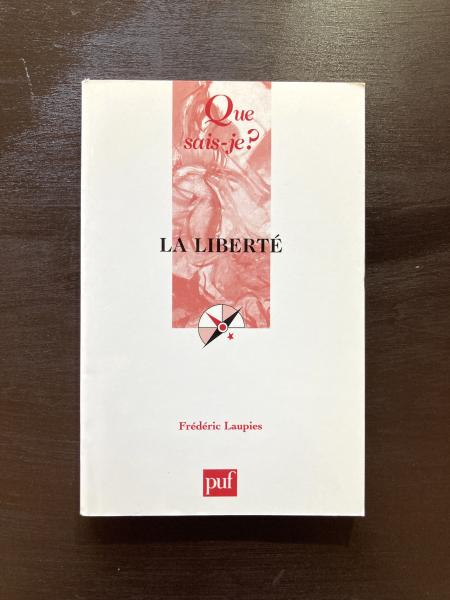 Que
sais-je?
LA LIBERTÉ
Frédéric Laupies
puf